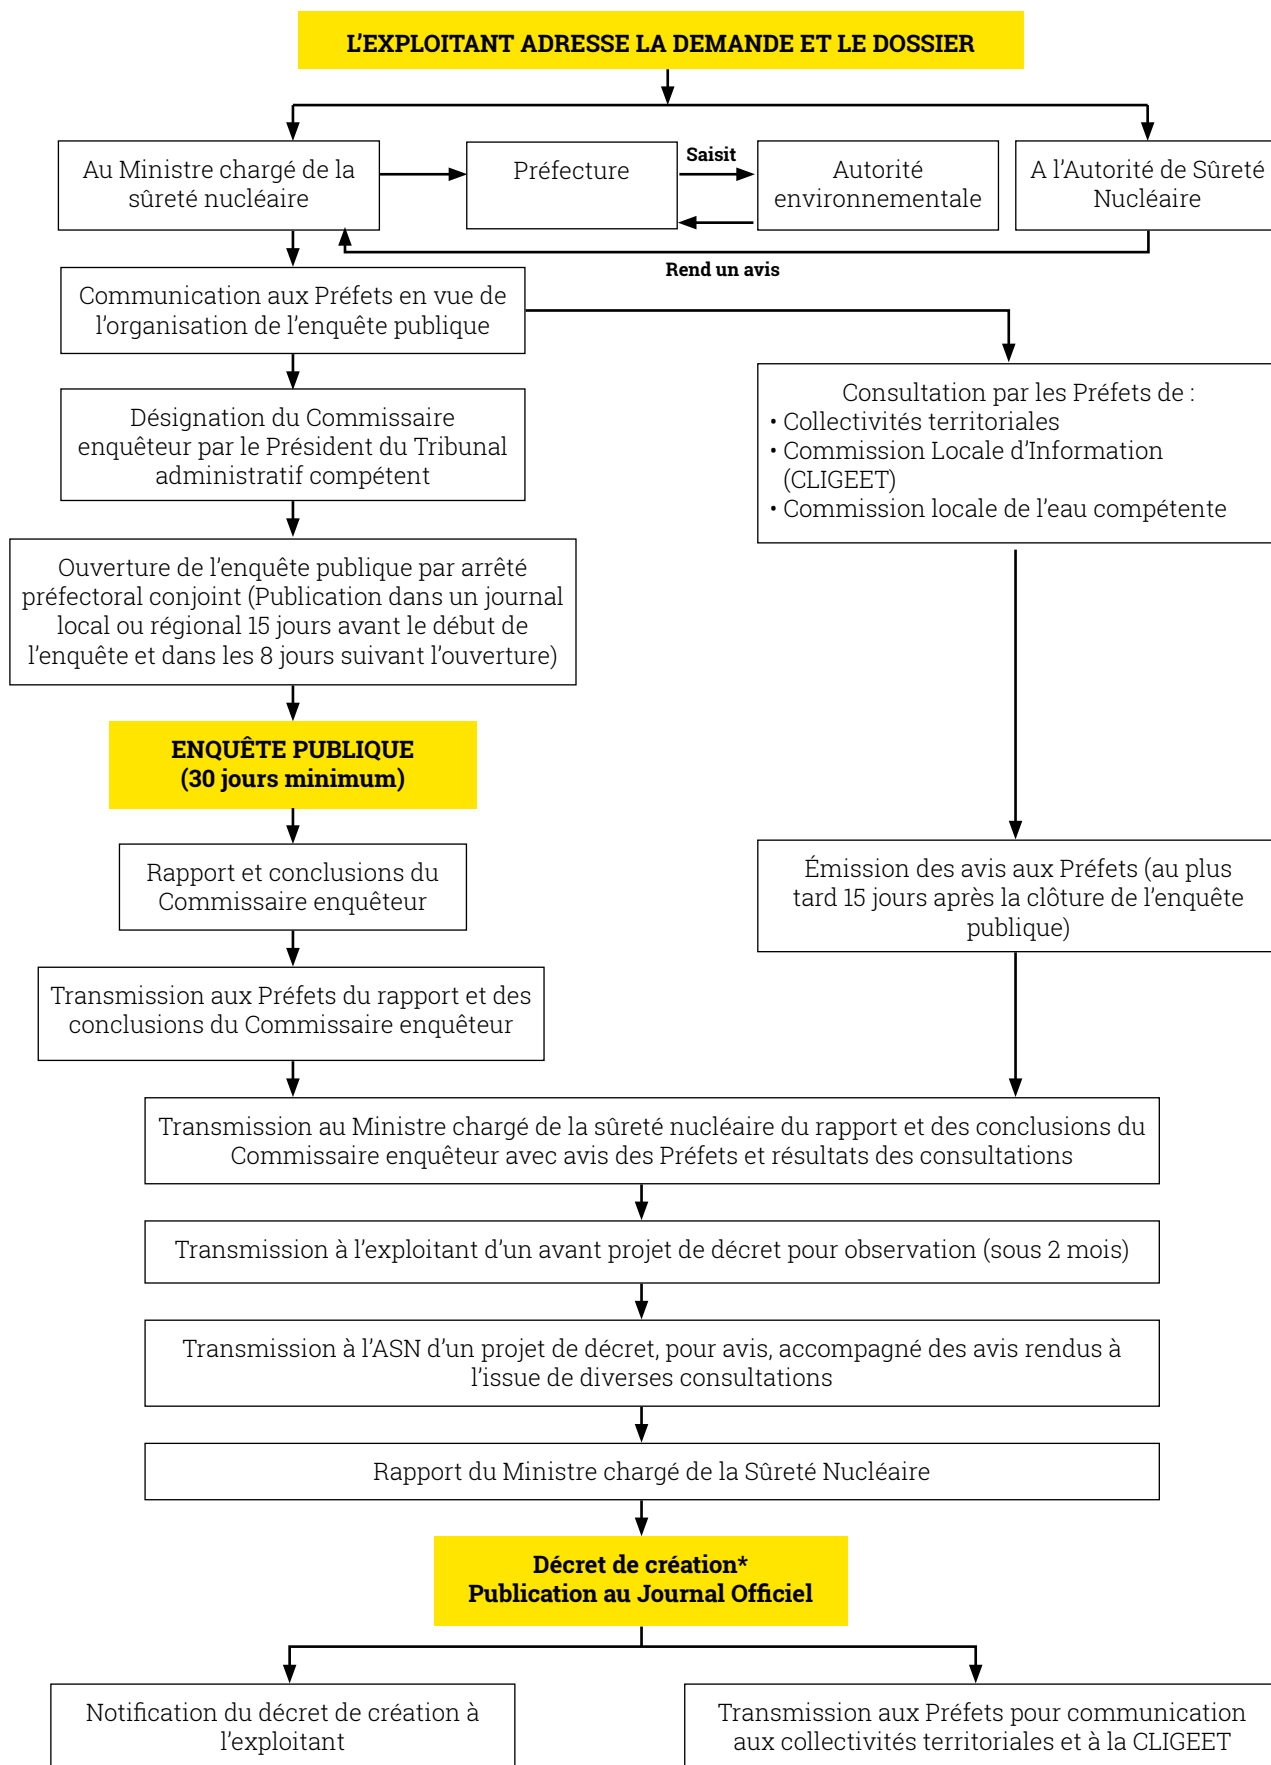 L'EXPLOITANT ADRESSE LA DEMANDE ET LE DOSSIER
Au Ministre chargé de la
sûreté nucléaire
Préfecture
Saisit
Autorité
environnementale
A l'Autorité de Sûreté
Nucléaire
Rend un avis
Communication aux Préfets en vue de
l'organisation de l'enquête publique
Désignation du Commissaire
enquêteur par le Président du Tribunal
administratif compétent
Consultation par les Préfets de :
• Collectivités territoriales
• Commission Locale d'Information
(CLIGEET)
• Commission locale de l'eau compétente
Ouverture de l'enquête publique par arrêté
préfectoral conjoint (Publication dans un journal
local ou régional 15 jours avant le début de
l'enquête et dans les 8 jours suivant l'ouverture)
ENQUÊTE PUBLIQUE
(30 jours minimum)
Rapport et conclusions du
Commissaire enquêteur
Émission des avis aux Préfets (au plus
tard 15 jours après la clôture de l'enquête
publique)
Transmission aux Préfets du rapport et des
conclusions du Commissaire enquêteur
Transmission au Ministre chargé de la sûreté nucléaire du rapport et des conclusions du
Commissaire enquêteur avec avis des Préfets et résultats des consultations
Transmission à l'exploitant d'un avant projet de décret pour observation (sous 2 mois)
Transmission à l'ASN d'un projet de décret, pour avis, accompagné des avis rendus à
l'issue de diverses consultations
Rapport du Ministre chargé de la Sûreté Nucléaire
Décret de création*
Publication au Journal Officiel
Notification du décret de création à
l'exploitant
Transmission aux Préfets pour communication
aux collectivités territoriales et à la CLIGEET